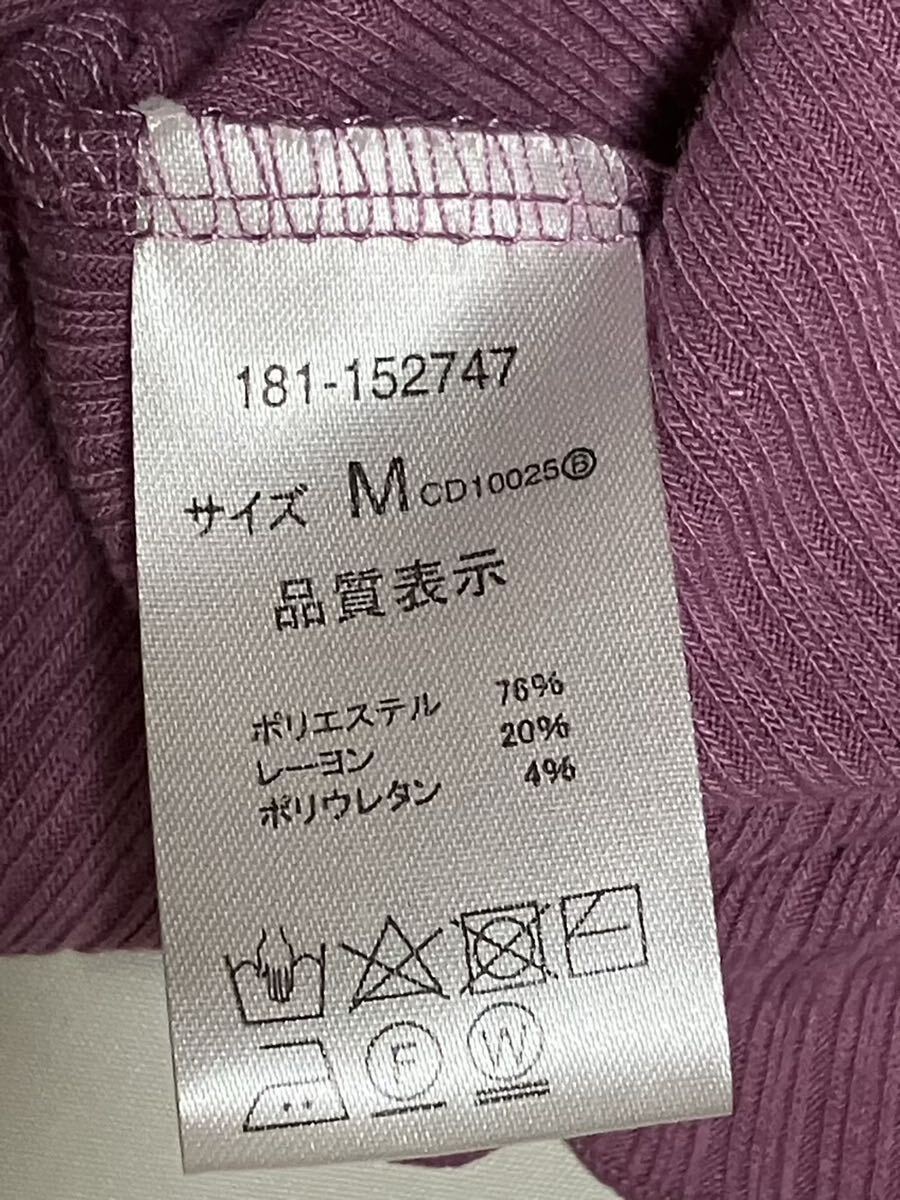 181-152747
サイズ M CD10025Ⓑ
品質表示
ポリエステル 76%
レーヨン 20%
ポリウレタン 4%
F W